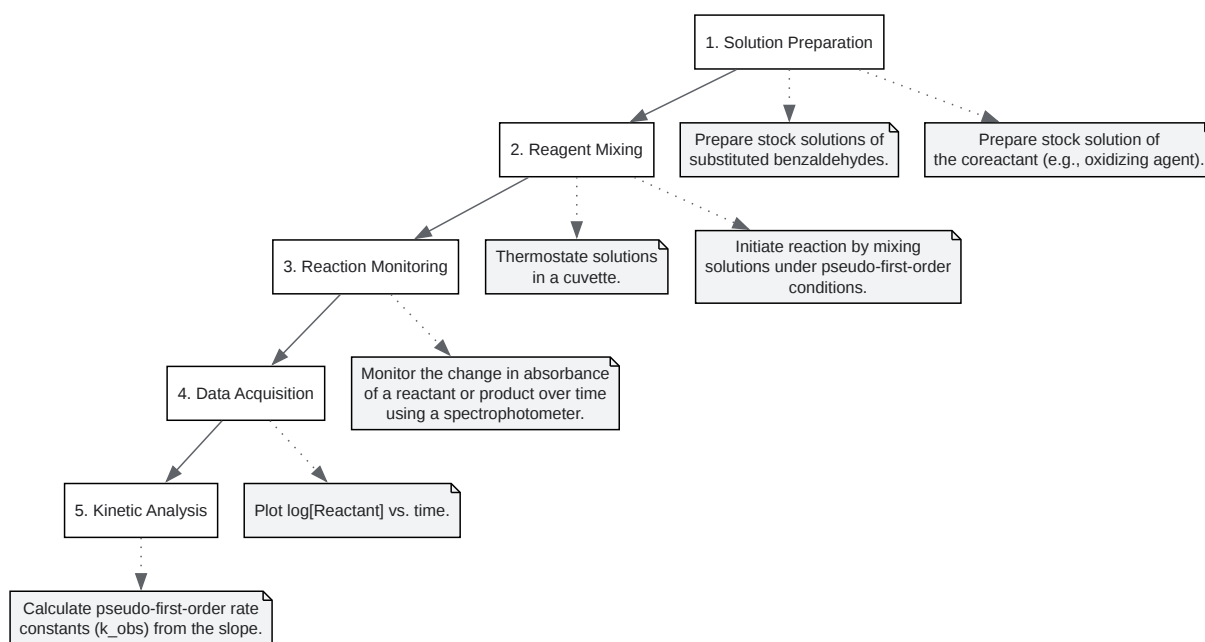 1. Solution Preparation
Prepare stock solutions of
substituted benzaldehydes.
Prepare stock solution of
the coreactant (e.g., oxidizing agent).
2. Reagent Mixing
Thermostate solutions
in a cuvette.
Initiate reaction by mixing
solutions under pseudo-first-order
conditions.
3. Reaction Monitoring
Monitor the change in absorbance
of a reactant or product over time
using a spectrophotometer.
4. Data Acquisition
Plot log[Reactant] vs. time.
5. Kinetic Analysis
Calculate pseudo-first-order rate
constants (k_obs) from the slope.